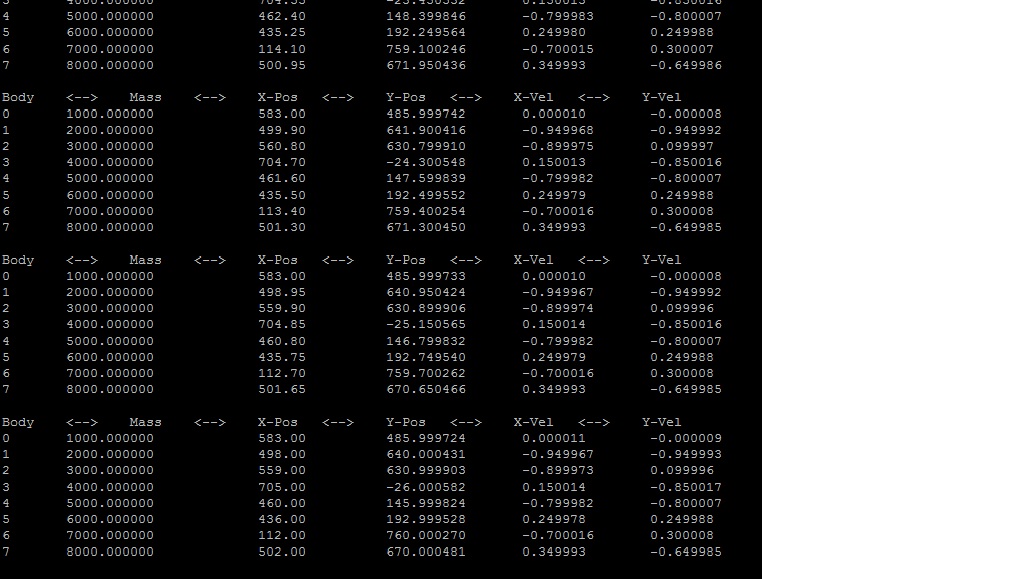 4 5000.000000 462.40 148.399846 -0.799983 -0.800007
5 6000.000000 435.25 192.249564 0.249980 0.249988
6 7000.000000 114.10 759.100246 -0.700015 0.300007
7 8000.000000 500.95 671.950436 0.349993 -0.649986
Body <--> Mass <--> X-Pos <--> Y-Pos <--> X-Vel <--> Y-Vel
0 1000.000000 583.00 485.999742 0.000010 -0.000008
1 2000.000000 499.90 641.900416 -0.949968 -0.949992
2 3000.000000 560.80 630.799910 -0.899975 0.099997
3 4000.000000 704.70 -24.300548 0.150013 -0.850016
4 5000.000000 461.60 147.599839 -0.799982 -0.800007
5 6000.000000 435.50 192.499552 0.249979 0.249988
6 7000.000000 113.40 759.400254 -0.700016 0.300008
7 8000.000000 501.30 671.300450 0.349993 -0.649985
Body <--> Mass <--> X-Pos <--> Y-Pos <--> X-Vel <--> Y-Vel
0 1000.000000 583.00 485.999733 0.000010 -0.000008
1 2000.000000 498.95 640.950424 -0.949967 -0.949992
2 3000.000000 559.90 630.899906 -0.899974 0.099996
3 4000.000000 704.85 -25.150565 0.150014 -0.850016
4 5000.000000 460.80 146.799832 -0.799982 -0.800007
5 6000.000000 435.75 192.749540 0.249979 0.249988
6 7000.000000 112.70 759.700262 -0.700016 0.300008
7 8000.000000 501.65 670.650466 0.349993 -0.649985
Body <--> Mass <--> X-Pos <--> Y-Pos <--> X-Vel <--> Y-Vel
0 1000.000000 583.00 485.999724 0.000011 -0.000009
1 2000.000000 498.00 640.000431 -0.949967 -0.949993
2 3000.000000 559.00 630.999903 -0.899973 0.099996
3 4000.000000 705.00 -26.000582 0.150014 -0.850017
4 5000.000000 460.00 145.999824 -0.799982 -0.800007
5 6000.000000 436.00 192.999528 0.249978 0.249988
6 7000.000000 112.00 760.000270 -0.700016 0.300008
7 8000.000000 502.00 670.000481 0.349993 -0.649985